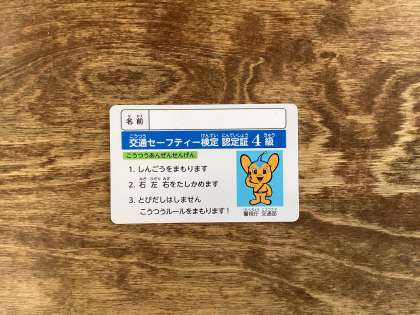 名前
交通セーフティー検定 認定証 4級
こうつうあんぜんせんげん
1. しんごうをまもります
2. 右 左 右をたしかめます
3. とびだしはしません
こうつうルールをまもります！
警視庁 交通部